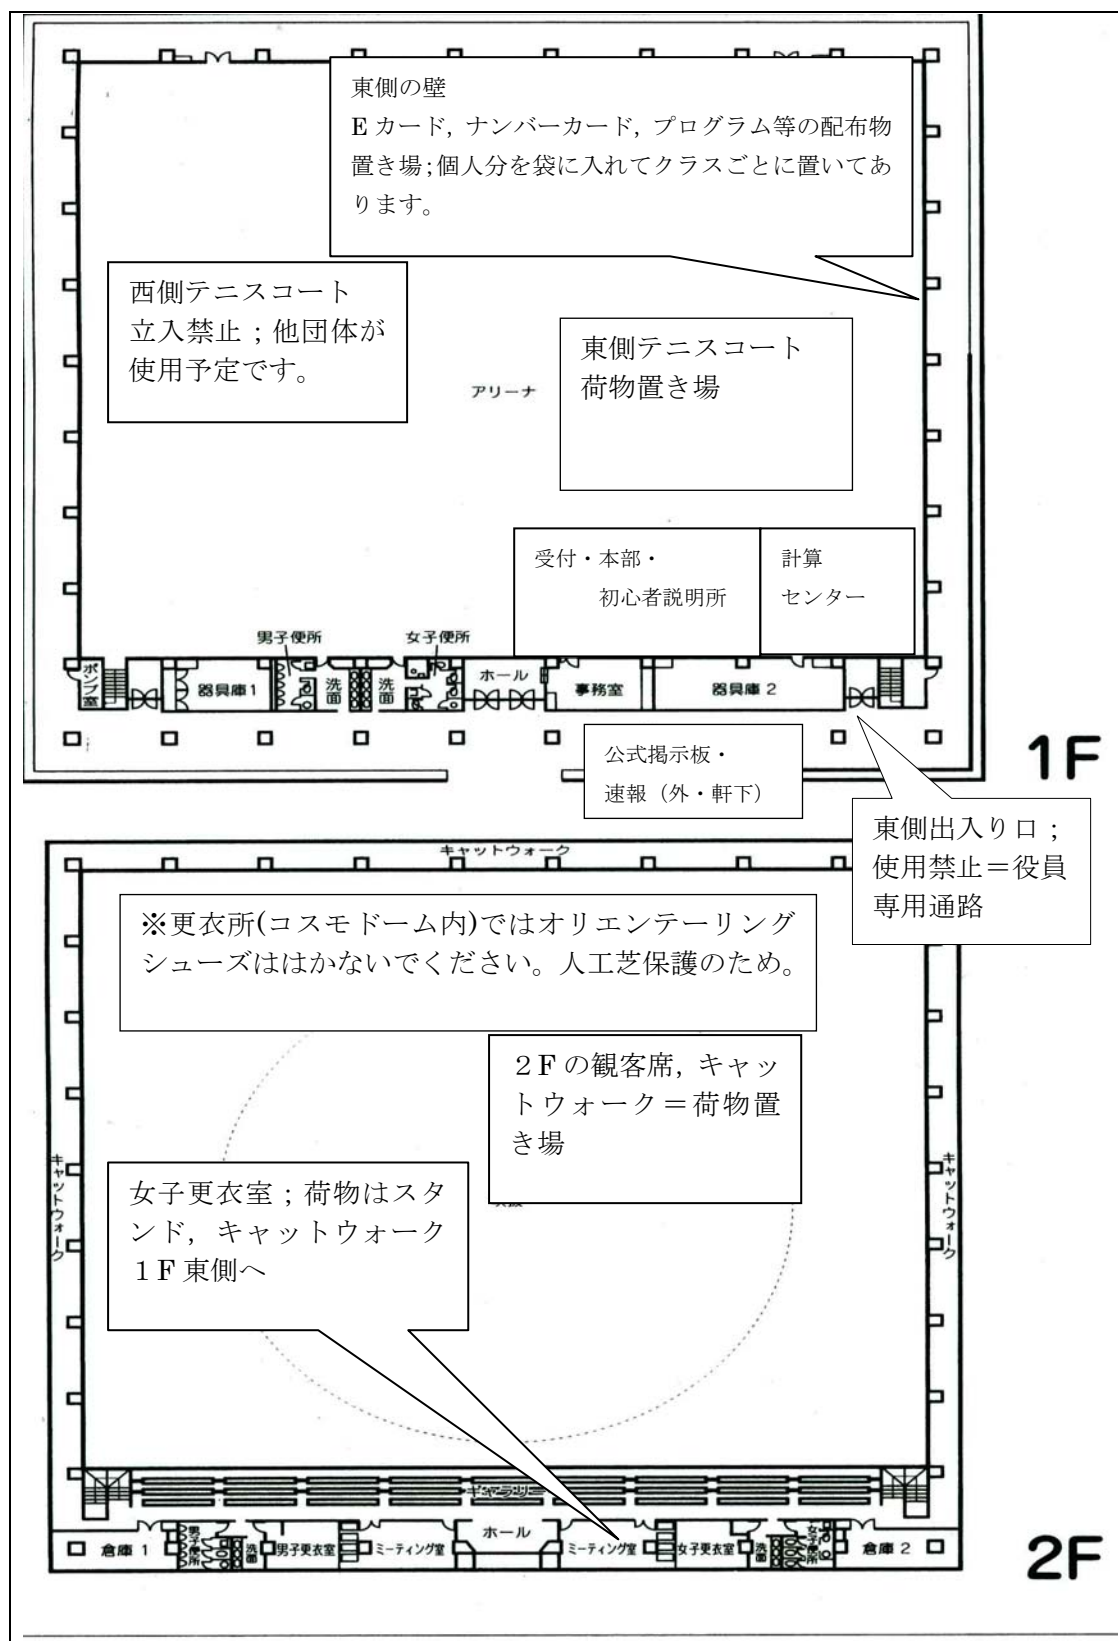 東側の壁
E カード, ナンバーカード, プログラム等の配布物
置き場;個人分を袋に入れてクラスごとに置いてあ
ります。
西側テニスコート
立入禁止；他団体が
使用予定です。
東側テニスコート
荷物置き場
アリーナ
受付・本部・
初心者説明所
計算
センター
男子便所
女子便所
ポンプ室
器具庫 1
洗面
洗面
ホール
事務室
器具庫 2
公式掲示板・
速報（外・軒下）
1F
東側出入り口；
使用禁止＝役員
専用通路
キャットウォーク
※更衣所(コスモドーム内)ではオリエンテーリング
シューズははかないでください。人工芝保護のため。
２F の観客席, キャッ
トウォーク＝荷物置
き場
キャットウォーク
キャットウォーク
女子更衣室；荷物はスタ
ンド, キャットウォーク
１F 東側へ
ギャラリー
倉庫 1
男子便所
洗面
男子更衣室
ミーティング室
ホール
ミーティング室
女子更衣室
洗面
女子便所
倉庫 2
2F